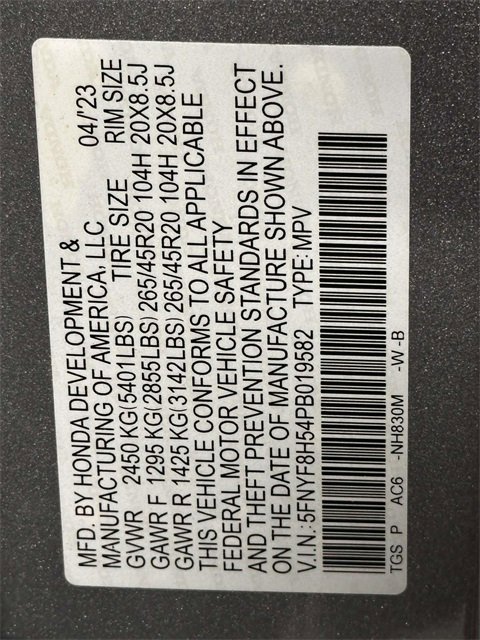 MFD. BY HONDA DEVELOPMENT & 04/'23
MANUFACTURING OF AMERICA, LLC RIM SIZE
GVWR 2450 KG(5401LBS) TIRE SIZE
GAWR F 1295 KG(2855LBS) 265/45R20 104H 20X8.5J
GAWR R 1425 KG(3142LBS) 265/45R20 104H 20X8.5J
THIS VEHICLE CONFORMS TO ALL APPLICABLE
FEDERAL MOTOR VEHICLE SAFETY
AND THEFT PREVENTION STANDARDS IN EFFECT
ON THE DATE OF MANUFACTURE SHOWN ABOVE.
V.I.N.: 5FNYF8H54PB019582 TYPE: MPV
TGS P AC6 -NH830M -W -B